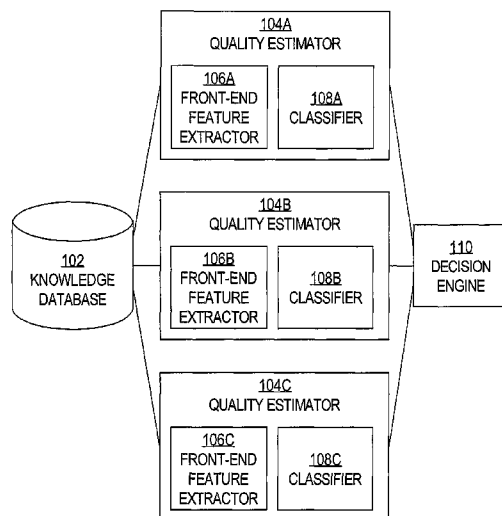 104A
QUALITY ESTIMATOR
106A
FRONT-END
FEATURE
EXTRACTOR
108A
CLASSIFIER
104B
QUALITY ESTIMATOR
106B
FRONT-END
FEATURE
EXTRACTOR
108B
CLASSIFIER
102
KNOWLEDGE
DATABASE
110
DECISION
ENGINE
104C
QUALITY ESTIMATOR
106C
FRONT-END
FEATURE
EXTRACTOR
108C
CLASSIFIER